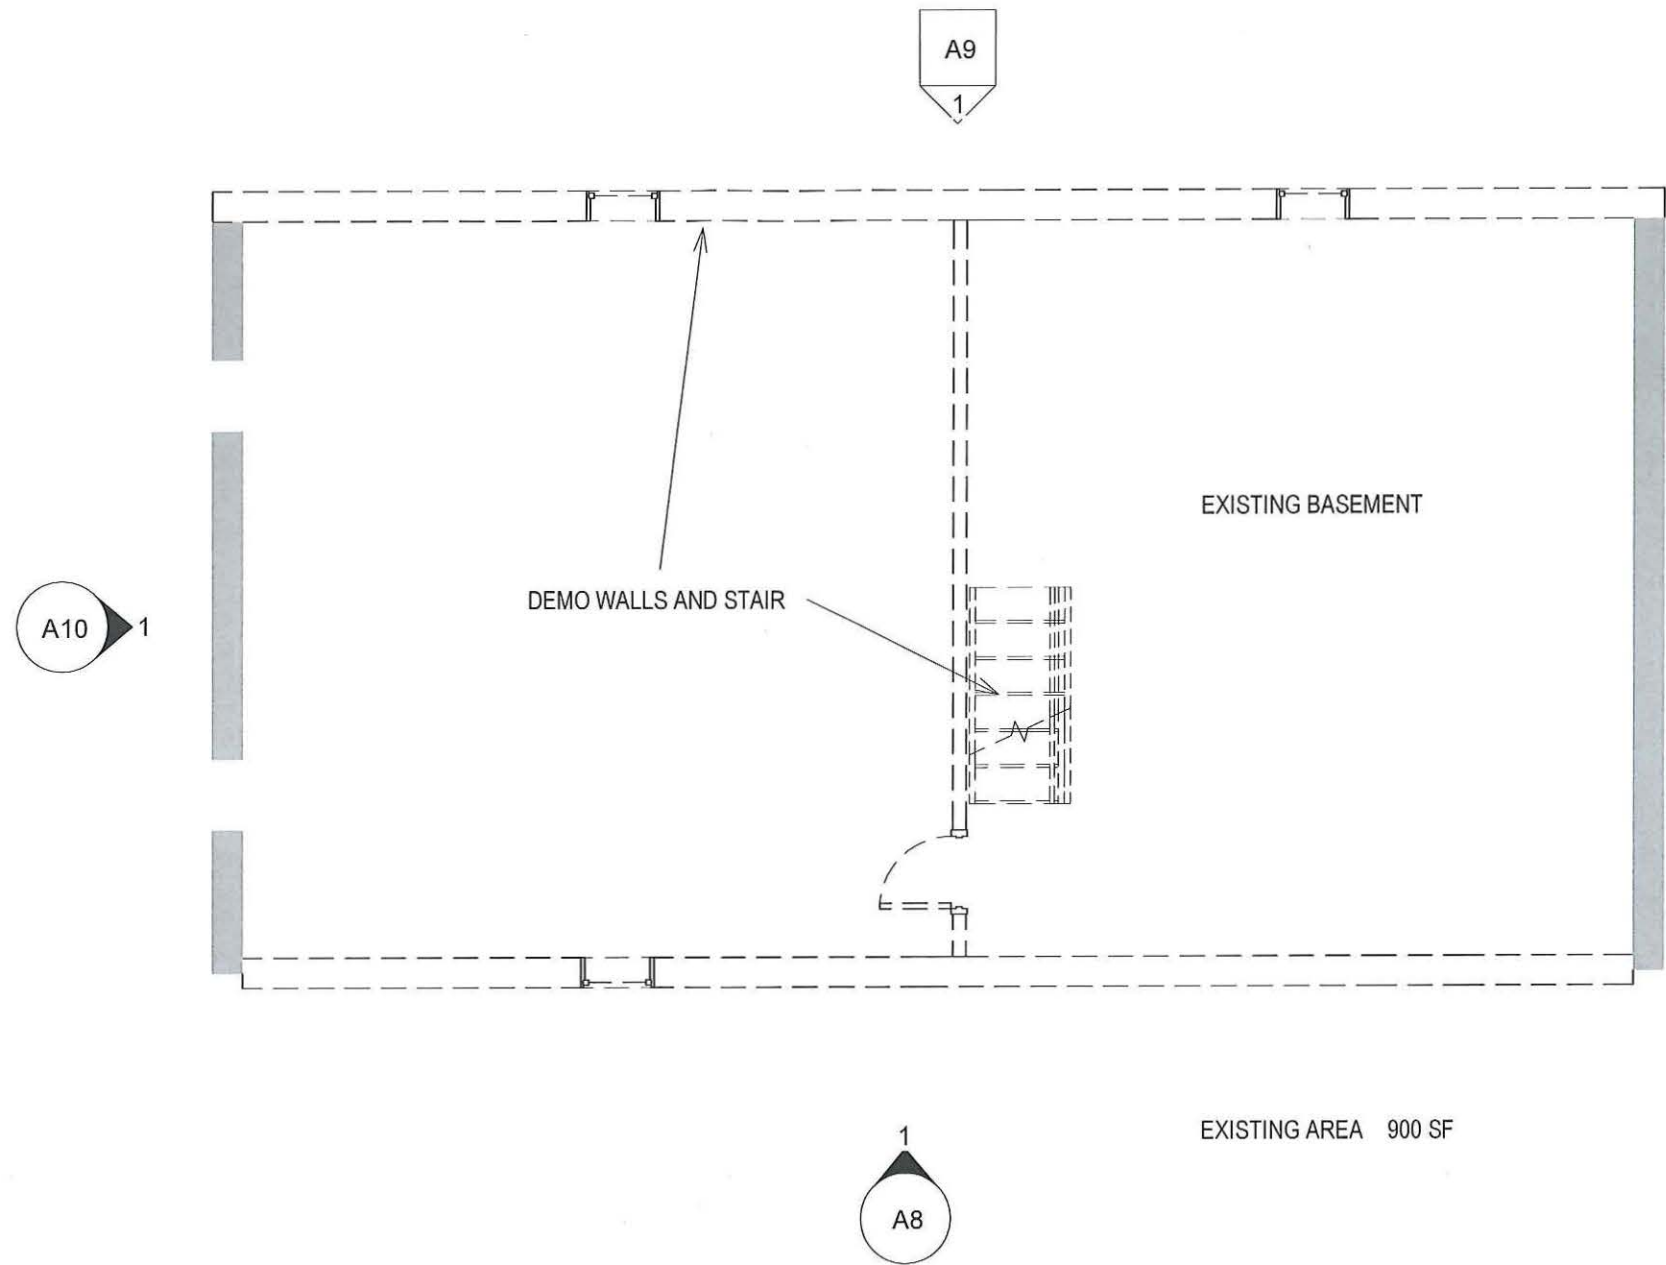 A9
1
EXISTING BASEMENT
DEMO WALLS AND STAIR
A10
1
EXISTING AREA 900 SF
1
A8